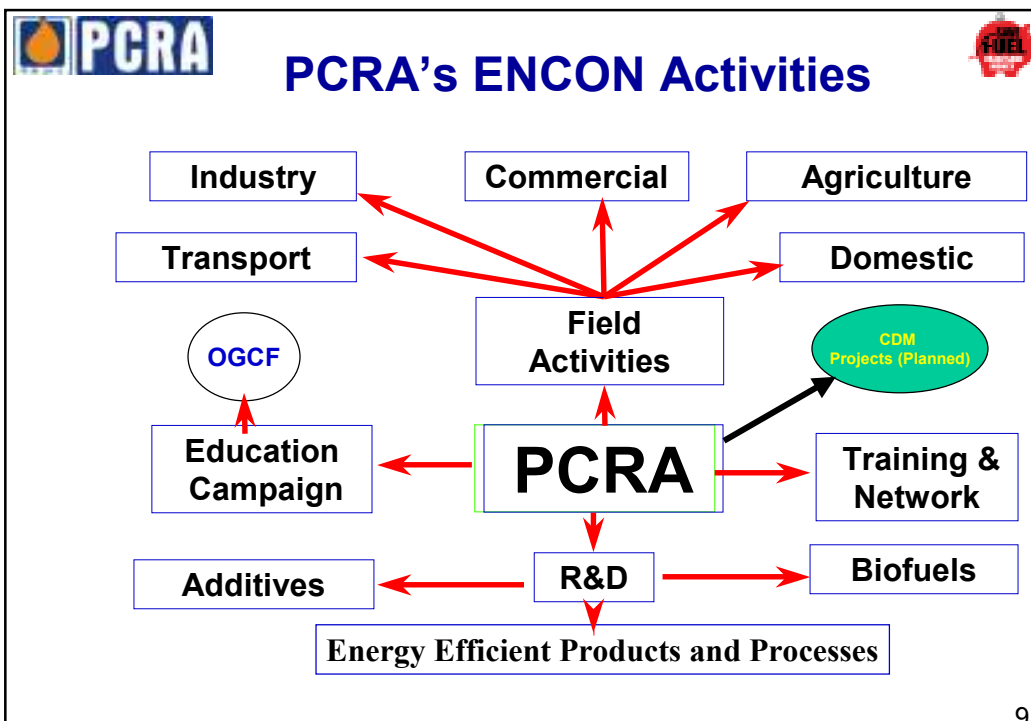 PCRA
PCRA's ENCON Activities
FUEL
Industry
Commercial
Agriculture
Transport
Domestic
Field
Activities
OGCF
CDM
Projects (Planned)
Education
Campaign
PCRA
Training &
Network
Additives
R&D
Biofuels
Energy Efficient Products and Processes
9